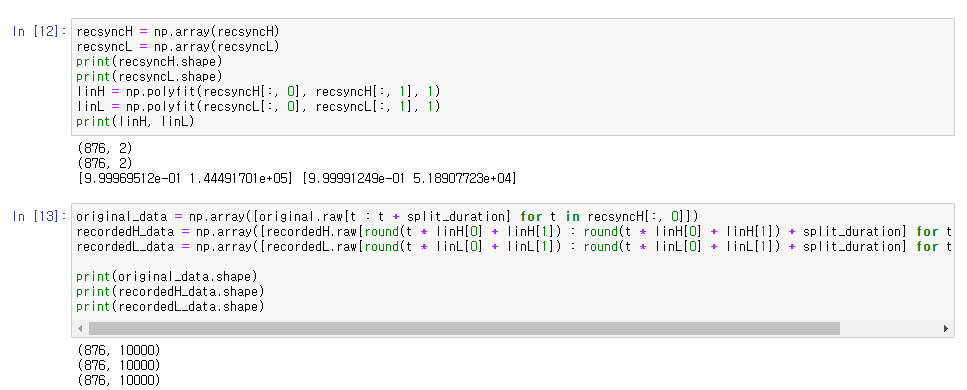 In [12]:
recsyncH = np.array(recsyncH)
recsyncL = np.array(recsyncL)
print(recsyncH.shape)
print(recsyncL.shape)
linH = np.polyfit(recsyncH[:, 0], recsyncH[:, 1], 1)
linL = np.polyfit(recsyncL[:, 0], recsyncL[:, 1], 1)
print(linH, linL)
(876, 2)
(876, 2)
[9.99969512e-01 1.44491701e+05] [9.99991249e-01 5.18907723e+04]
In [13]:
original_data = np.array([original.raw[t : t + split_duration] for t in recsyncH[:, 0]])
recordedH_data = np.array([recordedH.raw[round(t * linH[0] + linH[1]) : round(t * linH[0] + linH[1]) + split_duration] for t
recordedL_data = np.array([recordedL.raw[round(t * linL[0] + linL[1]) : round(t * linL[0] + linL[1]) + split_duration] for t
print(original_data.shape)
print(recordedH_data.shape)
print(recordedL_data.shape)
(876, 10000)
(876, 10000)
(876, 10000)